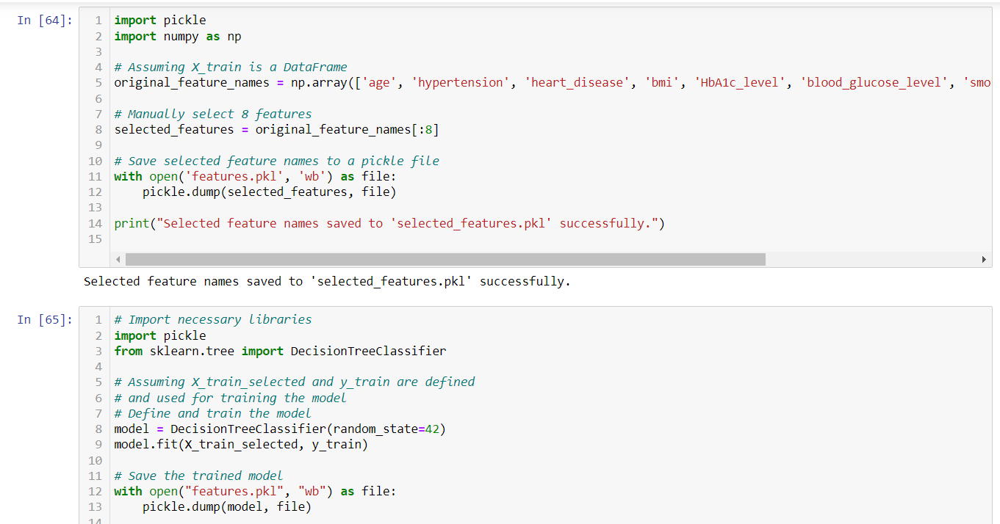 In [64]:
1 import pickle
2 import numpy as np
3
4 # Assuming X_train is a DataFrame
5 original_feature_names = np.array(['age', 'hypertension', 'heart_disease', 'bmi', 'HbA1c_level', 'blood_glucose_level', 'smo
6
7 # Manually select 8 features
8 selected_features = original_feature_names[:8]
9
10 # Save selected feature names to a pickle file
11 with open('features.pkl', 'wb') as file:
12     pickle.dump(selected_features, file)
13
14 print("Selected feature names saved to 'selected_features.pkl' successfully.")
15
Selected feature names saved to 'selected_features.pkl' successfully.
In [65]:
1 # Import necessary libraries
2 import pickle
3 from sklearn.tree import DecisionTreeClassifier
4
5 # Assuming X_train_selected and y_train are defined
6 # and used for training the model
7 # Define and train the model
8 model = DecisionTreeClassifier(random_state=42)
9 model.fit(X_train_selected, y_train)
10
11 # Save the trained model
12 with open("features.pkl", "wb") as file:
13     pickle.dump(model, file)
14